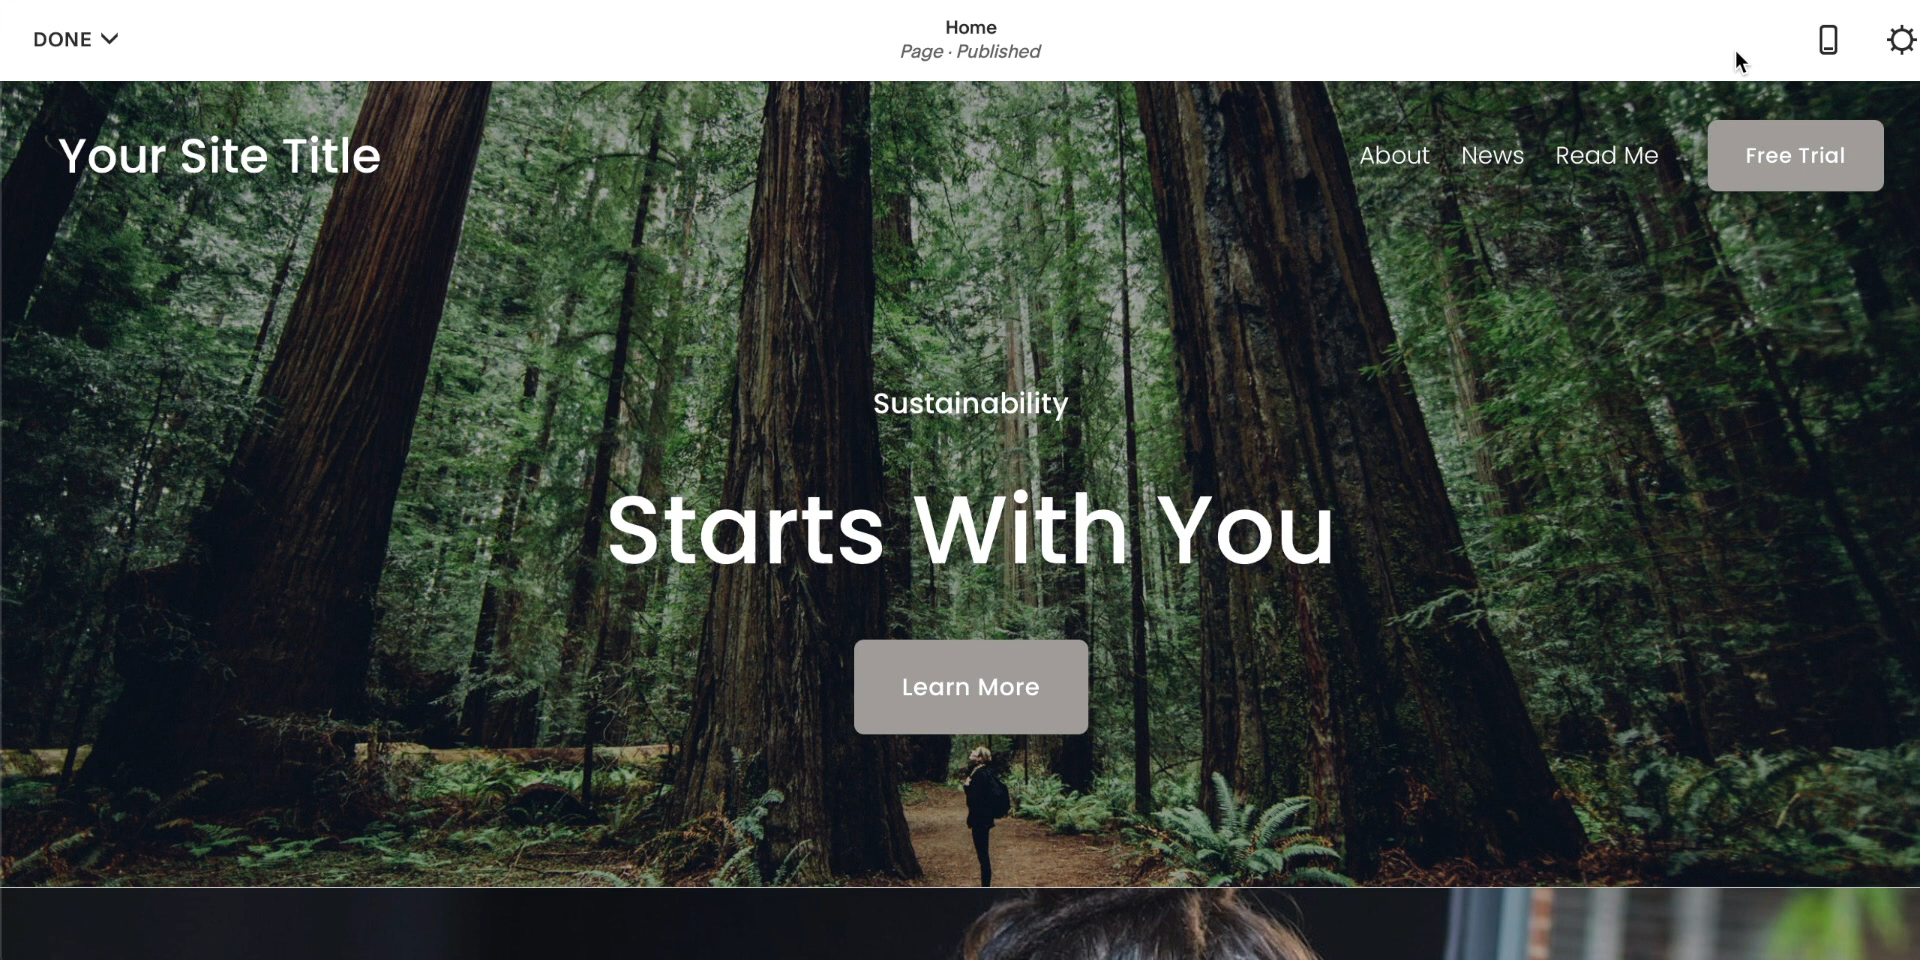 DONE
Home
Page · Published
Your Site Title
About
News
Read Me
Free Trial
Sustainability
Starts With You
Learn More